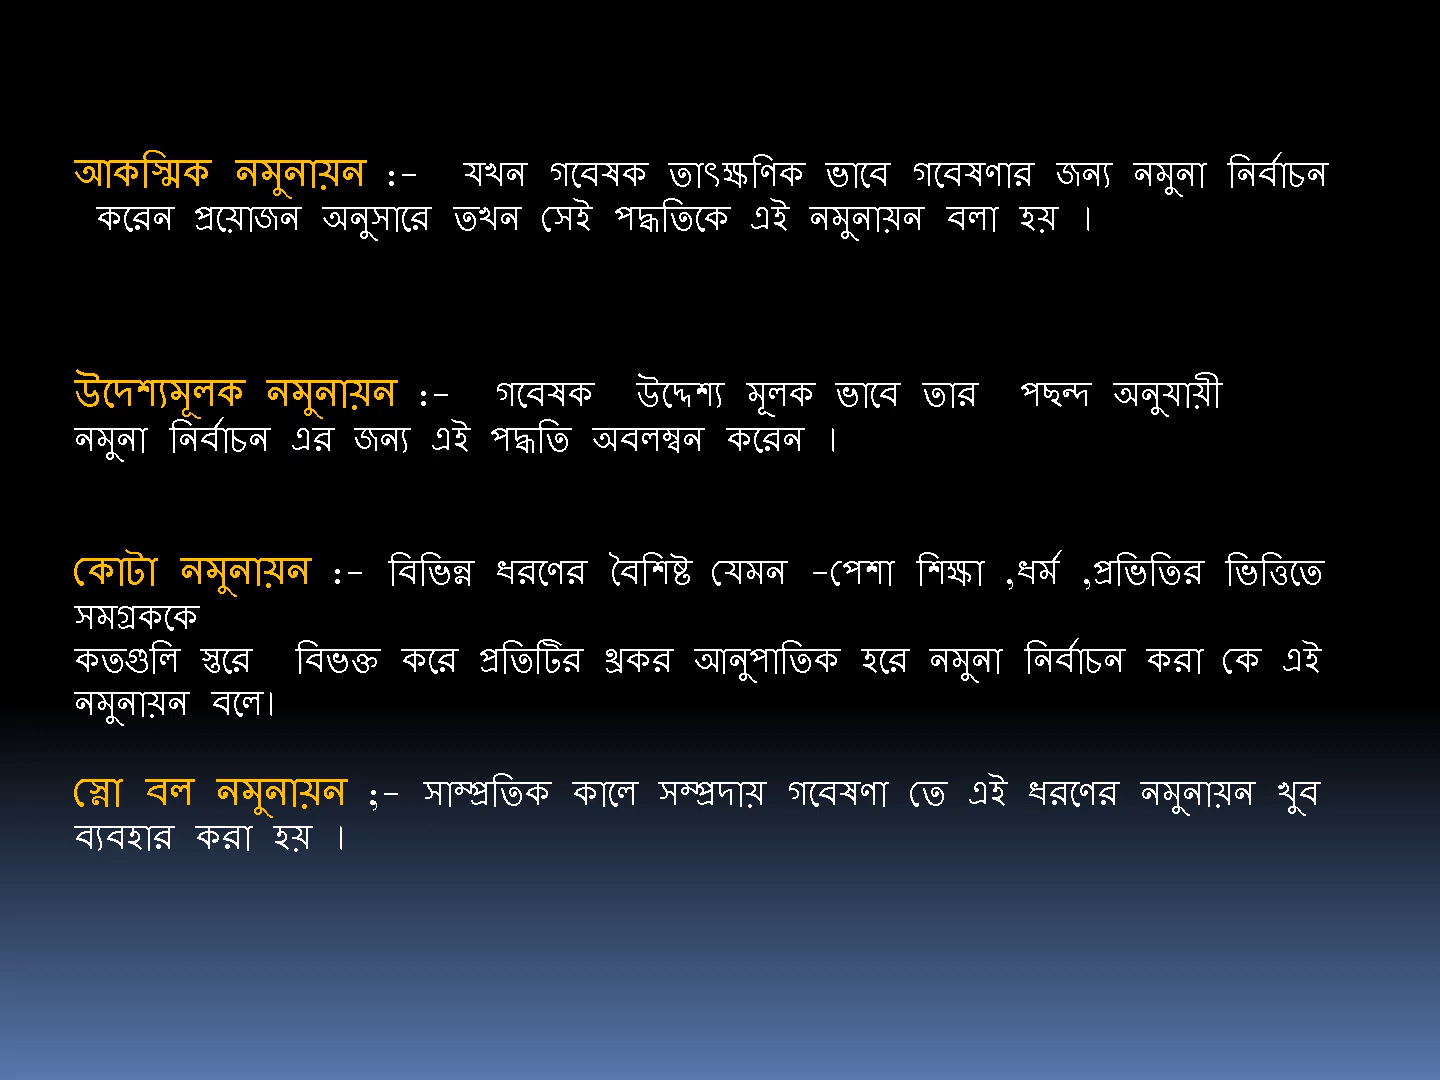 আকস্মিক নমুনায়ন :- যখন গবেষক তাৎক্ষণিক ভাবে গবেষণার জন্য নমুনা নির্বাচন
করেন প্রয়োজন অনুসারে তখন সেই পদ্ধতিকে এই নমুনায়ন বলা হয় ।
উদেশ্যমূলক নমুনায়ন :- গবেষক উদ্দেশ্য মূলক ভাবে তার পছন্দ অনুযায়ী
নমুনা নির্বাচন এর জন্য এই পদ্ধতি অবলম্বন করেন ।
কোটা নমুনায়ন :- বিভিন্ন ধরণের বৈশিষ্ট যেমন -পেশা শিক্ষা ,ধর্ম ,প্রভিতির ভিত্তিতে
সমগ্রককে
কতগুলি স্তরে বিভক্ত করে প্রতিটির থ্রকর আনুপাতিক হরে নমুনা নির্বাচন করা কে এই
নমুনায়ন বলে।
স্নো বল নমুনায়ন ;- সাম্প্রতিক কালে সম্প্রদায় গবেষণা তে এই ধরণের নমুনায়ন খুব
ব্যবহার করা হয় ।